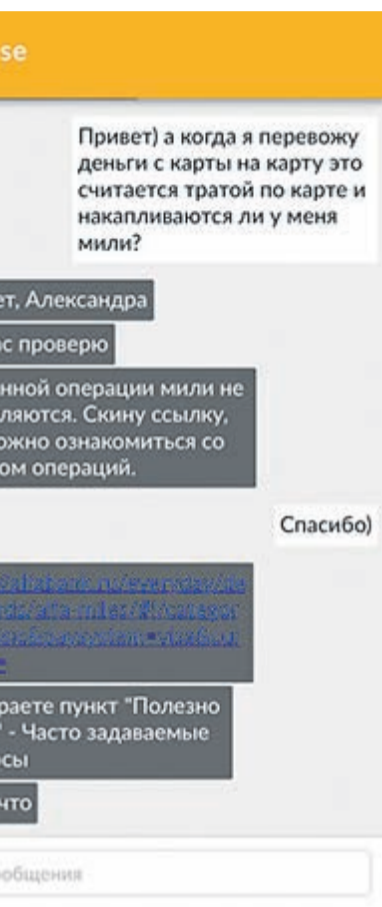 se
Привет) а когда я перевожу
деньги с карты на карту это
считается тратой по карте и
накапливаются ли у меня
мили?
ет, Александра
ас проверю
нной операции мили не
ляются. Скину ссылку,
ожно ознакомиться со
ом операций.
Спасибо)
раете пункт "Полезно
" - Часто задаваемые
сы
что
ообщения